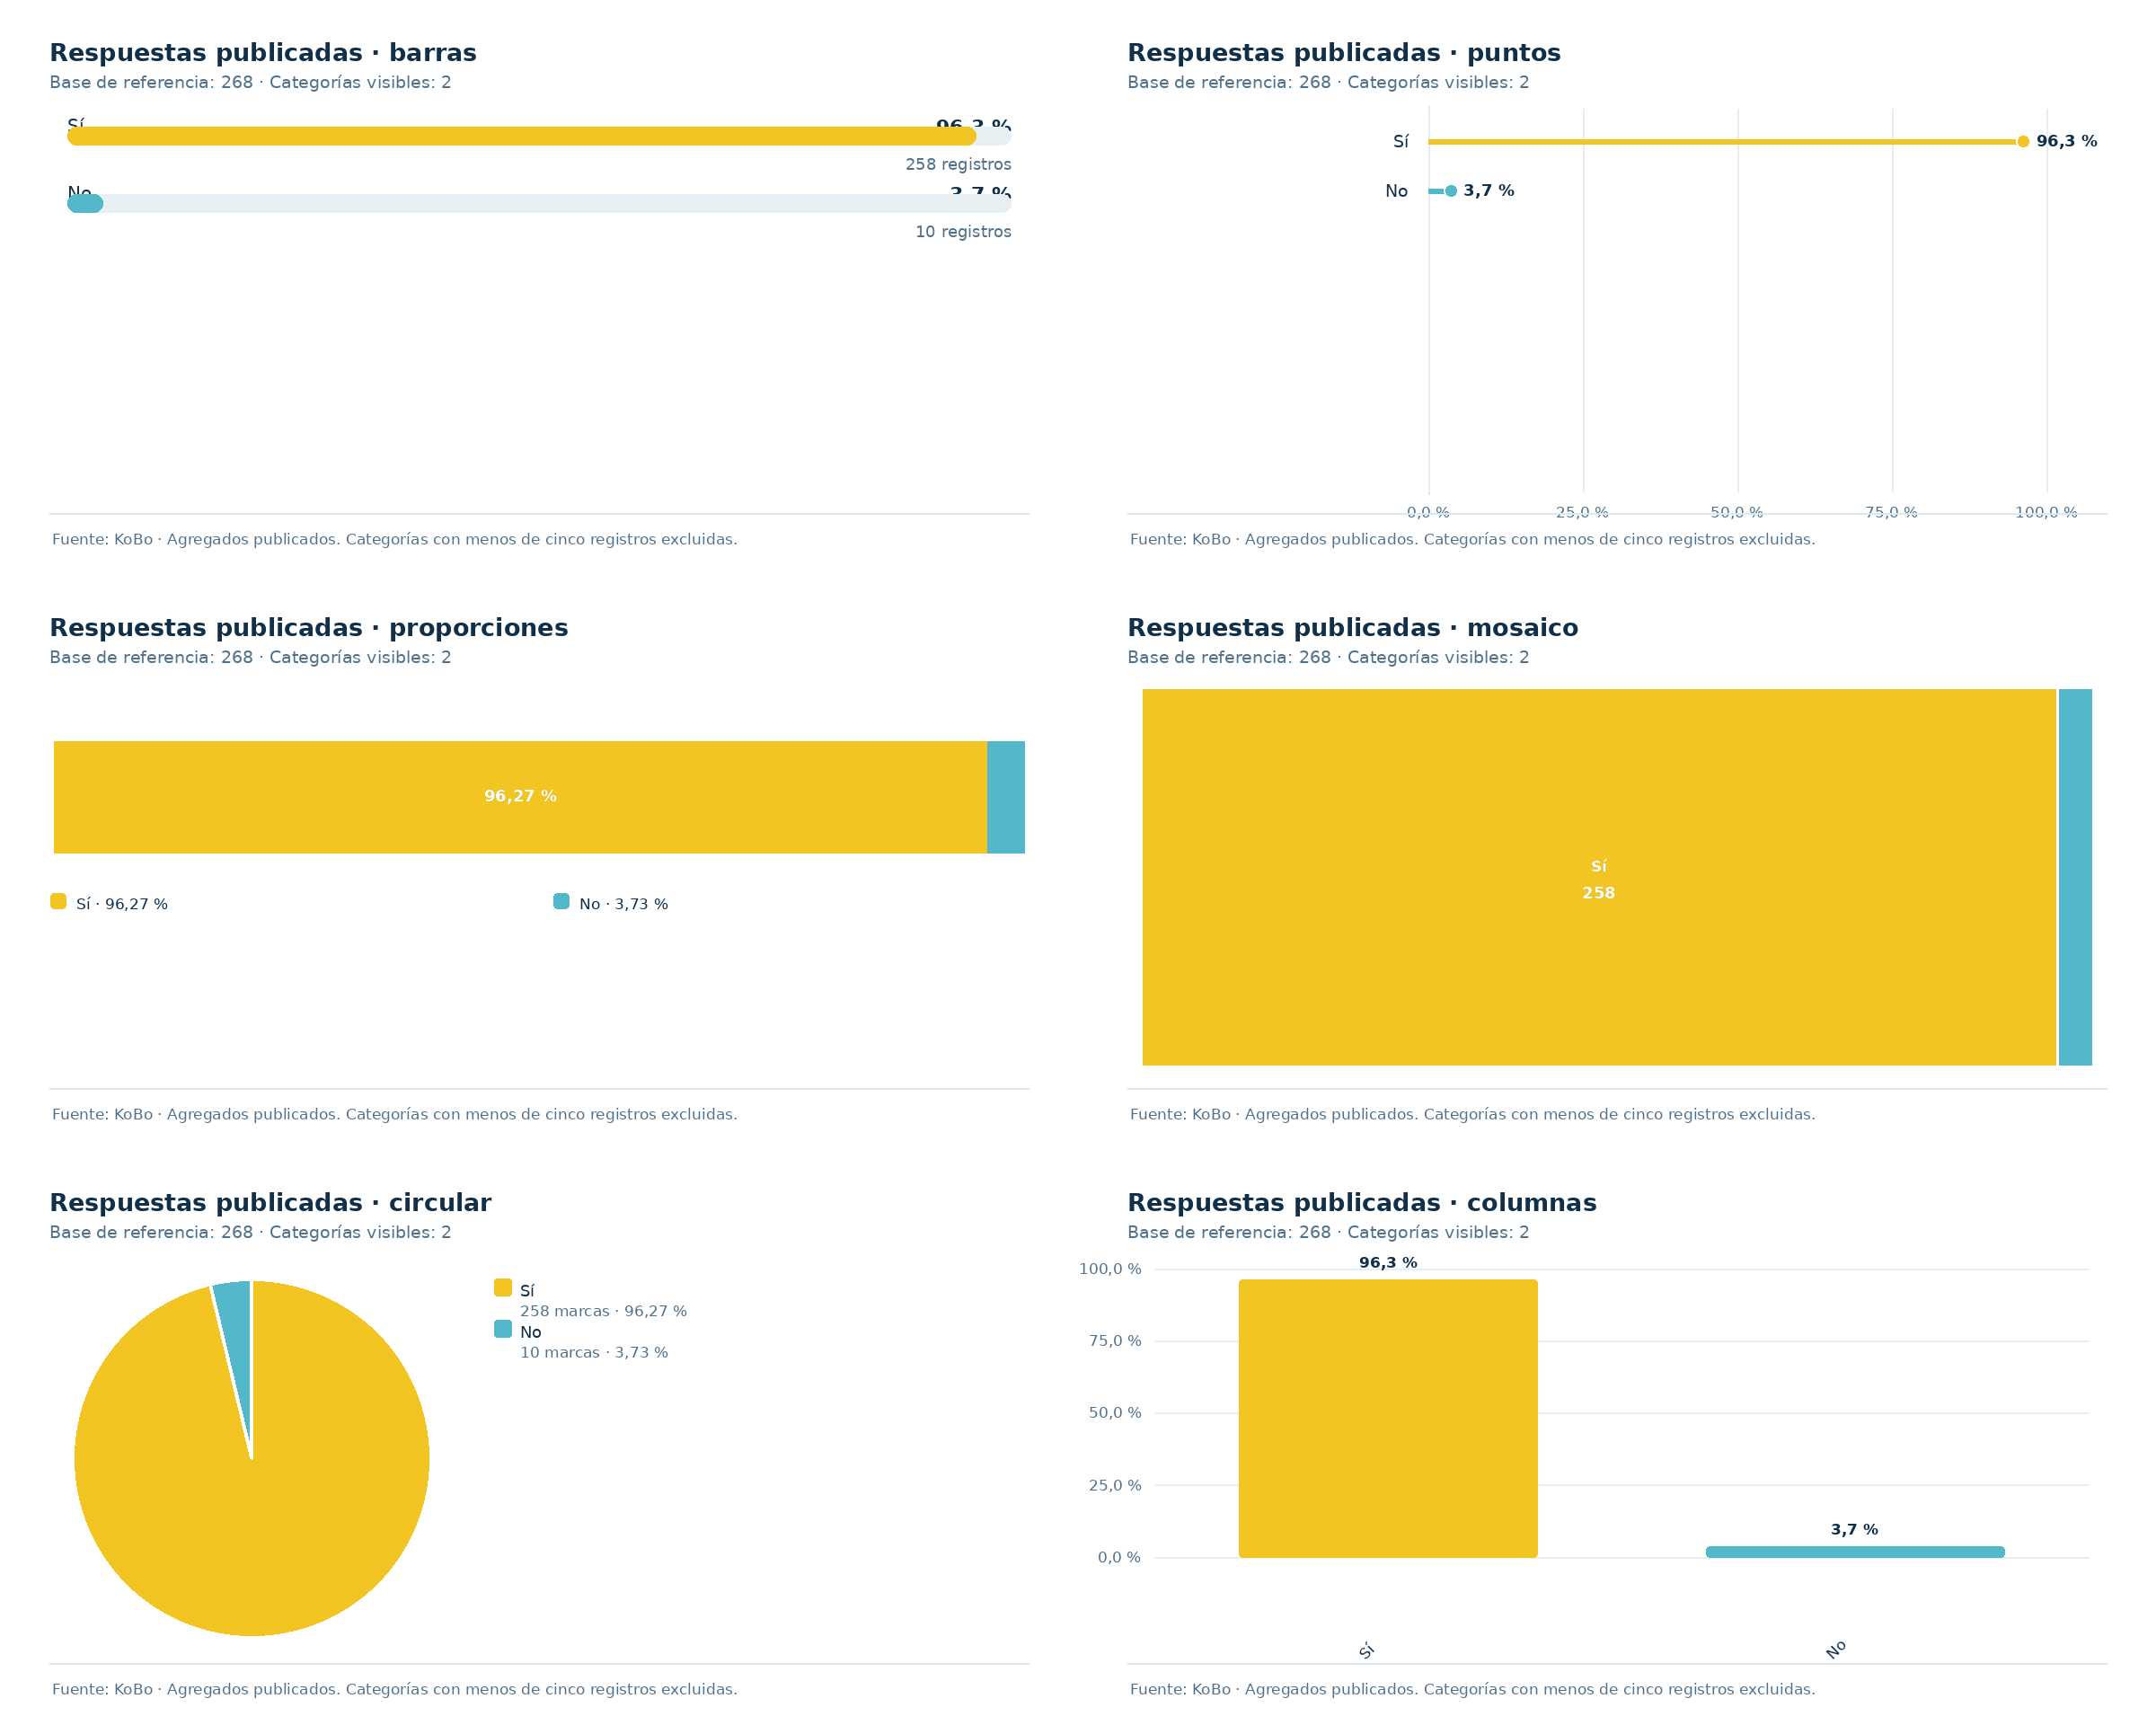 Respuestas publicadas · barras
Base de referencia: 268 · Categorías visibles: 2
Sí
96,3 %
258 registros
No
3,7 %
10 registros
Fuente: KoBo · Agregados publicados. Categorías con menos de cinco registros excluidas.
Respuestas publicadas · puntos
Base de referencia: 268 · Categorías visibles: 2
Sí
96,3 %
No
3,7 %
0,0 %
25,0 %
50,0 %
75,0 %
100,0 %
Fuente: KoBo · Agregados publicados. Categorías con menos de cinco registros excluidas.
Respuestas publicadas · proporciones
Base de referencia: 268 · Categorías visibles: 2
96,27 %
Sí · 96,27 %
No · 3,73 %
Fuente: KoBo · Agregados publicados. Categorías con menos de cinco registros excluidas.
Respuestas publicadas · mosaico
Base de referencia: 268 · Categorías visibles: 2
Sí
258
Fuente: KoBo · Agregados publicados. Categorías con menos de cinco registros excluidas.
Respuestas publicadas · circular
Base de referencia: 268 · Categorías visibles: 2
Sí
258 marcas · 96,27 %
No
10 marcas · 3,73 %
Fuente: KoBo · Agregados publicados. Categorías con menos de cinco registros excluidas.
Respuestas publicadas · columnas
Base de referencia: 268 · Categorías visibles: 2
96,3 %
100,0 %
75,0 %
50,0 %
25,0 %
3,7 %
0,0 %
Sí
No
Fuente: KoBo · Agregados publicados. Categorías con menos de cinco registros excluidas.